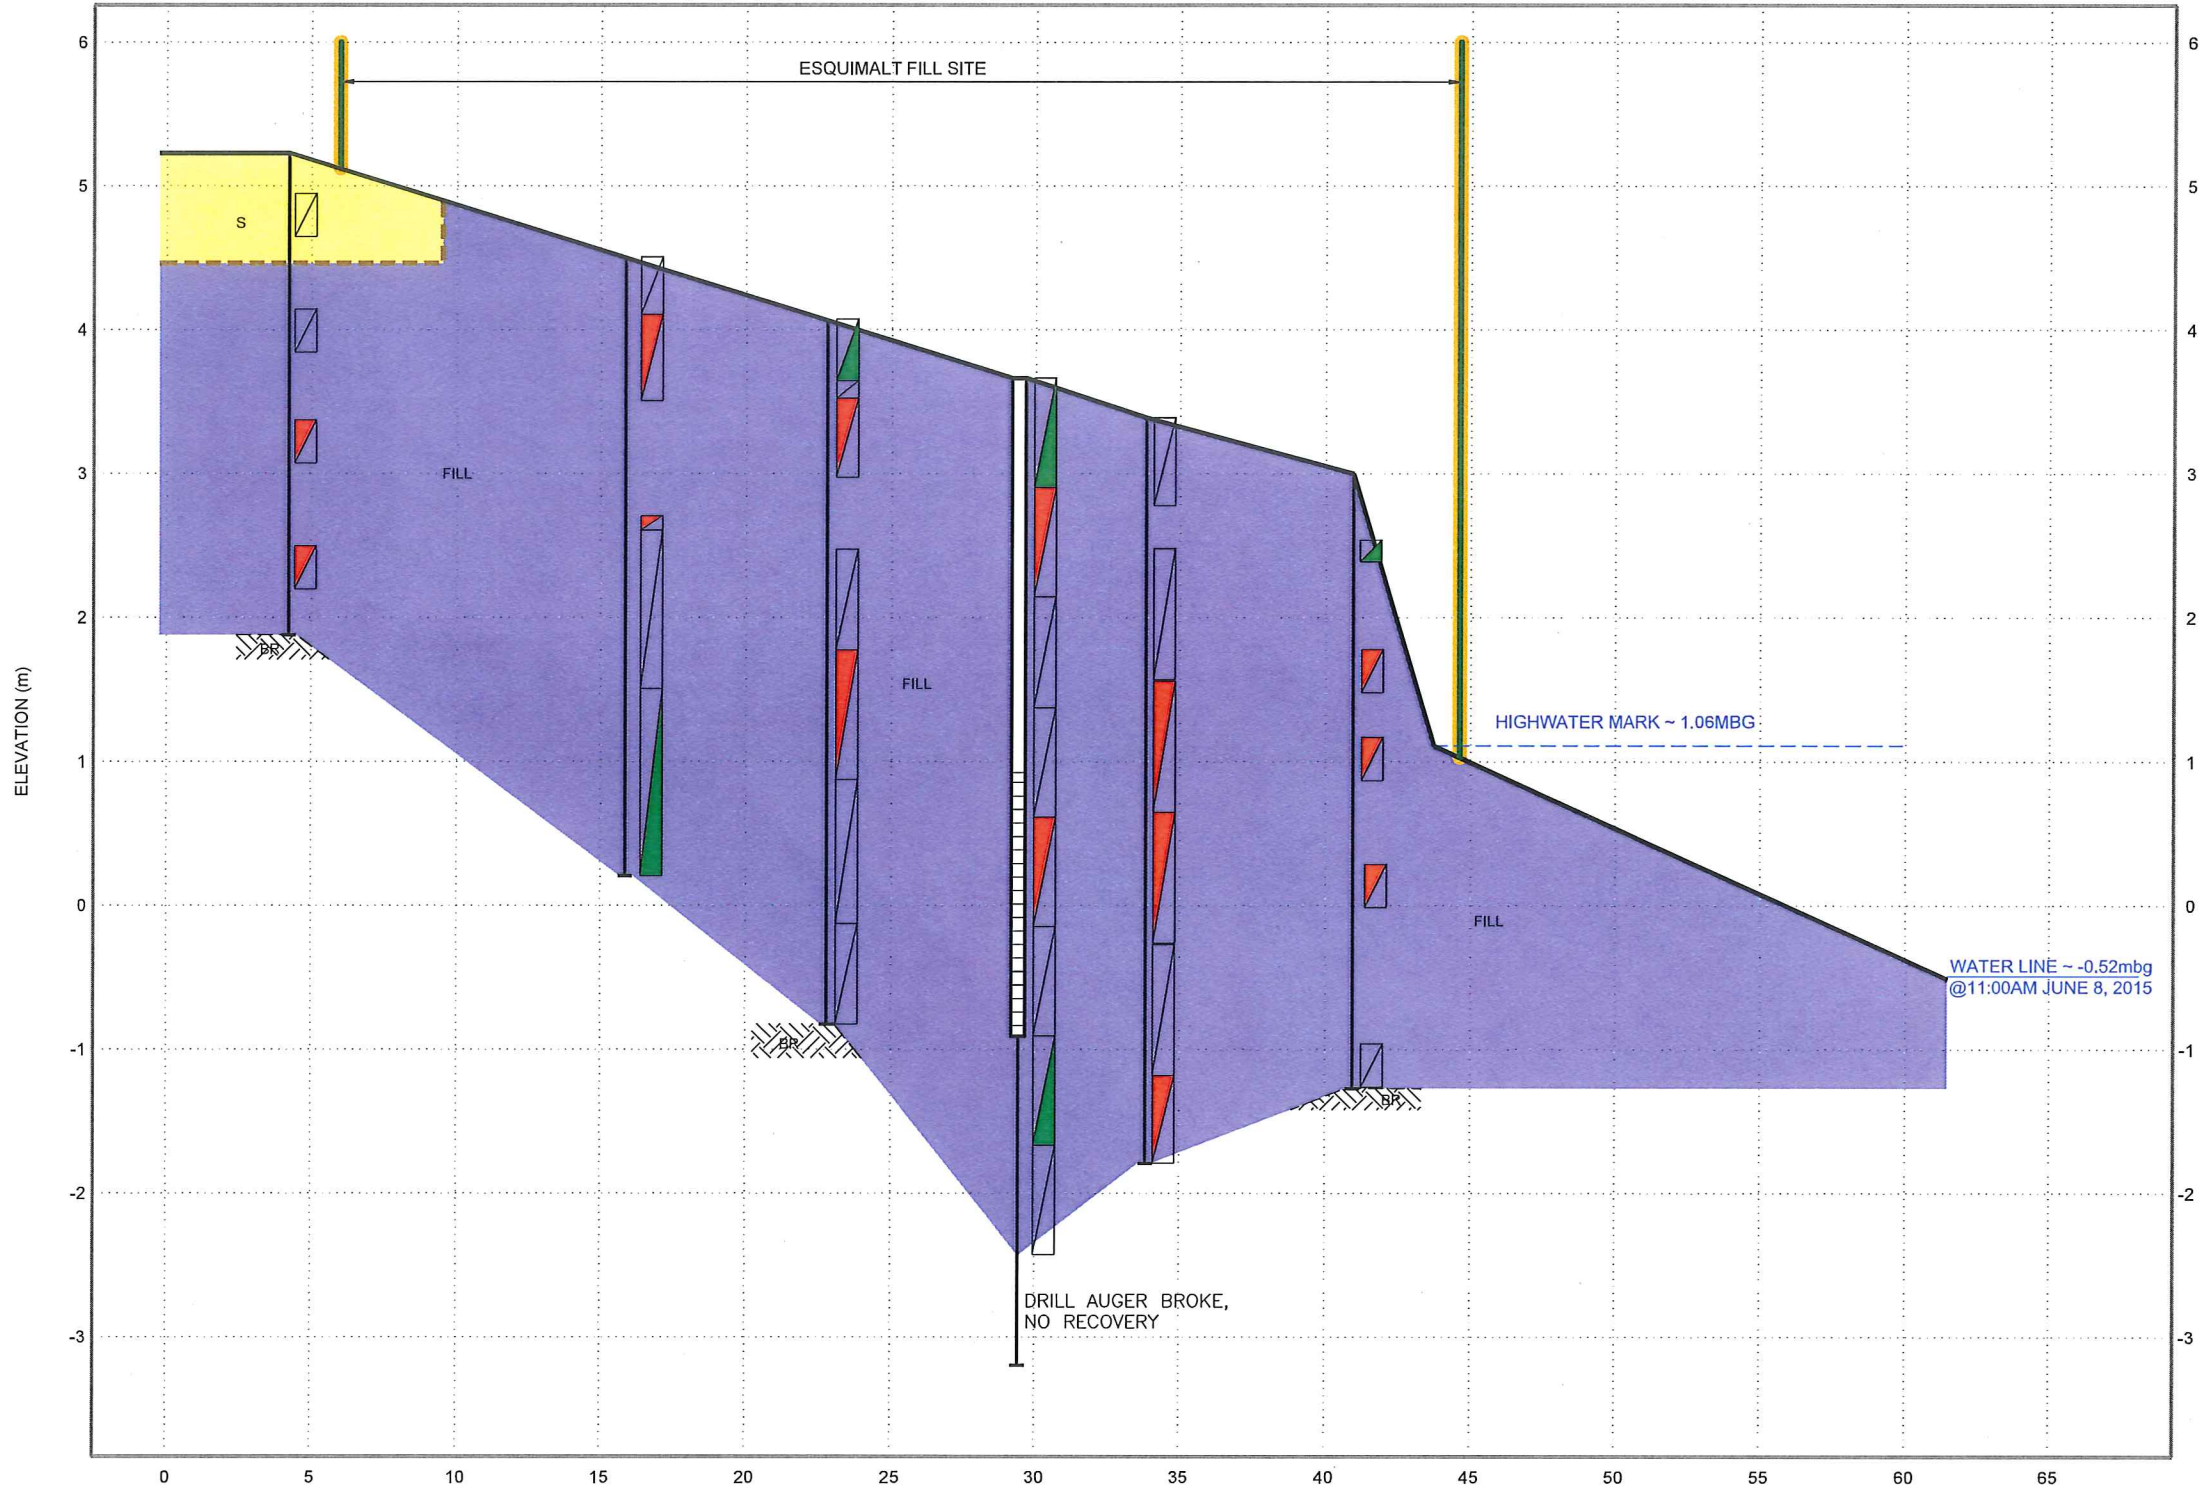 6
6
ESQUIMALT FILL SITE
5
5
S
4
4
3
FILL
3
2
2
BR
FILL
ELEVATION (m)
HIGHWATER MARK ~ 1.06MBG
1
1
0
FILL
0
WATER LINE ~ -0.52mbg
@11:00AM JUNE 8, 2015
-1
BR
-1
BR
-2
-2
DRILL AUGER BROKE,
NO RECOVERY
-3
-3
0 5 10 15 20 25 30 35 40 45 50 55 60 65